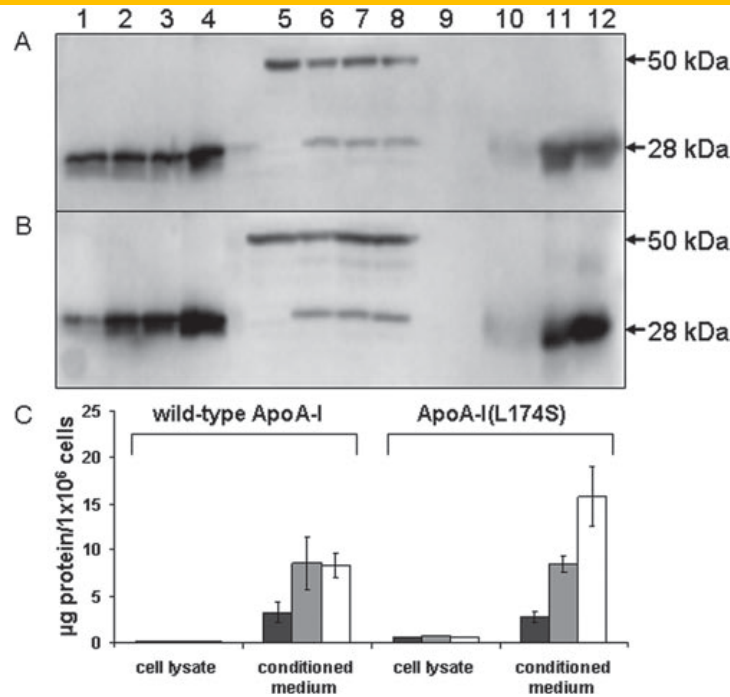 1 2 3 4 5 6 7 8 9 10 11 12
A
50 kDa
28 kDa
B
50 kDa
28 kDa
C
wild-type ApoA-I ApoA-I(L174S)
µg protein/1x10⁶ cells
25
20
15
10
5
0
cell lysate conditioned medium cell lysate conditioned medium